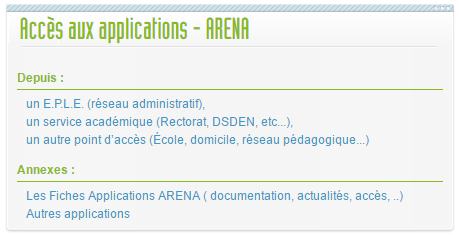 Accès aux applications - ARENA
Depuis :
un E.P.L.E. (réseau administratif),
un service académique (Rectorat, DSDEN, etc...),
un autre point d'accès (École, domicile, réseau pédagogique...)
Annexes :
Les Fiches Applications ARENA ( documentation, actualités, accès, ..)
Autres applications